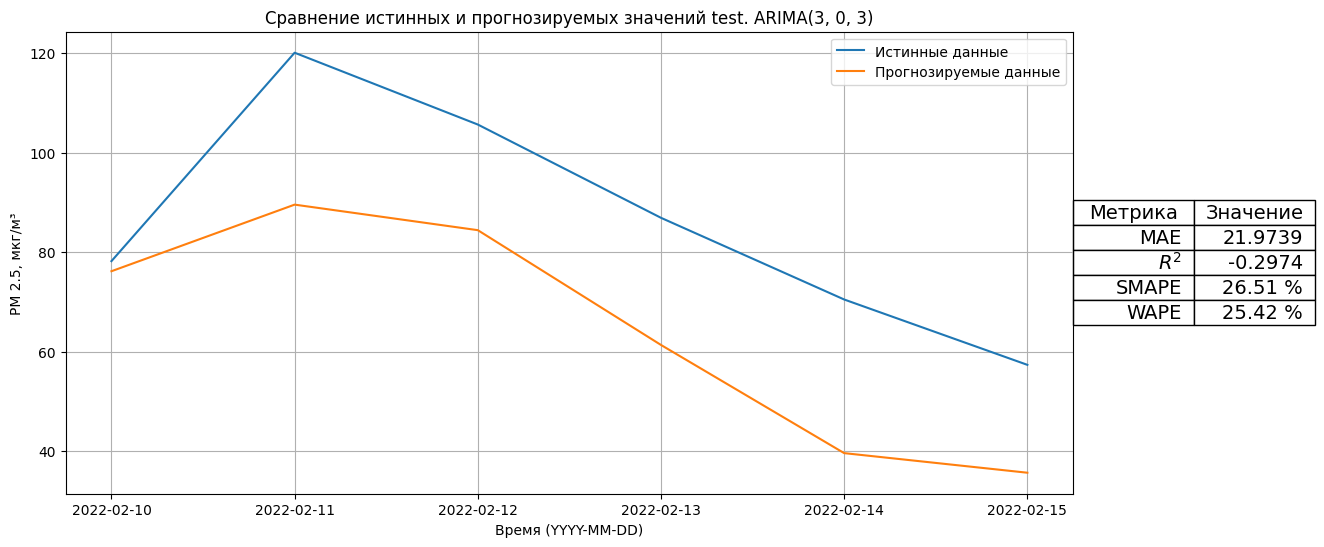 Сравнение истинных и прогнозируемых значений test. ARIMA(3, 0, 3)
Истинные данные
Прогнозируемые данные
120
100
80
60
40
PM 2.5, мкг/м³
2022-02-10 2022-02-11 2022-02-12 2022-02-13 2022-02-14 2022-02-15
Время (YYYY-MM-DD)
Метрика Значение
MAE 21.9739
R² -0.2974
SMAPE 26.51 %
WAPE 25.42 %